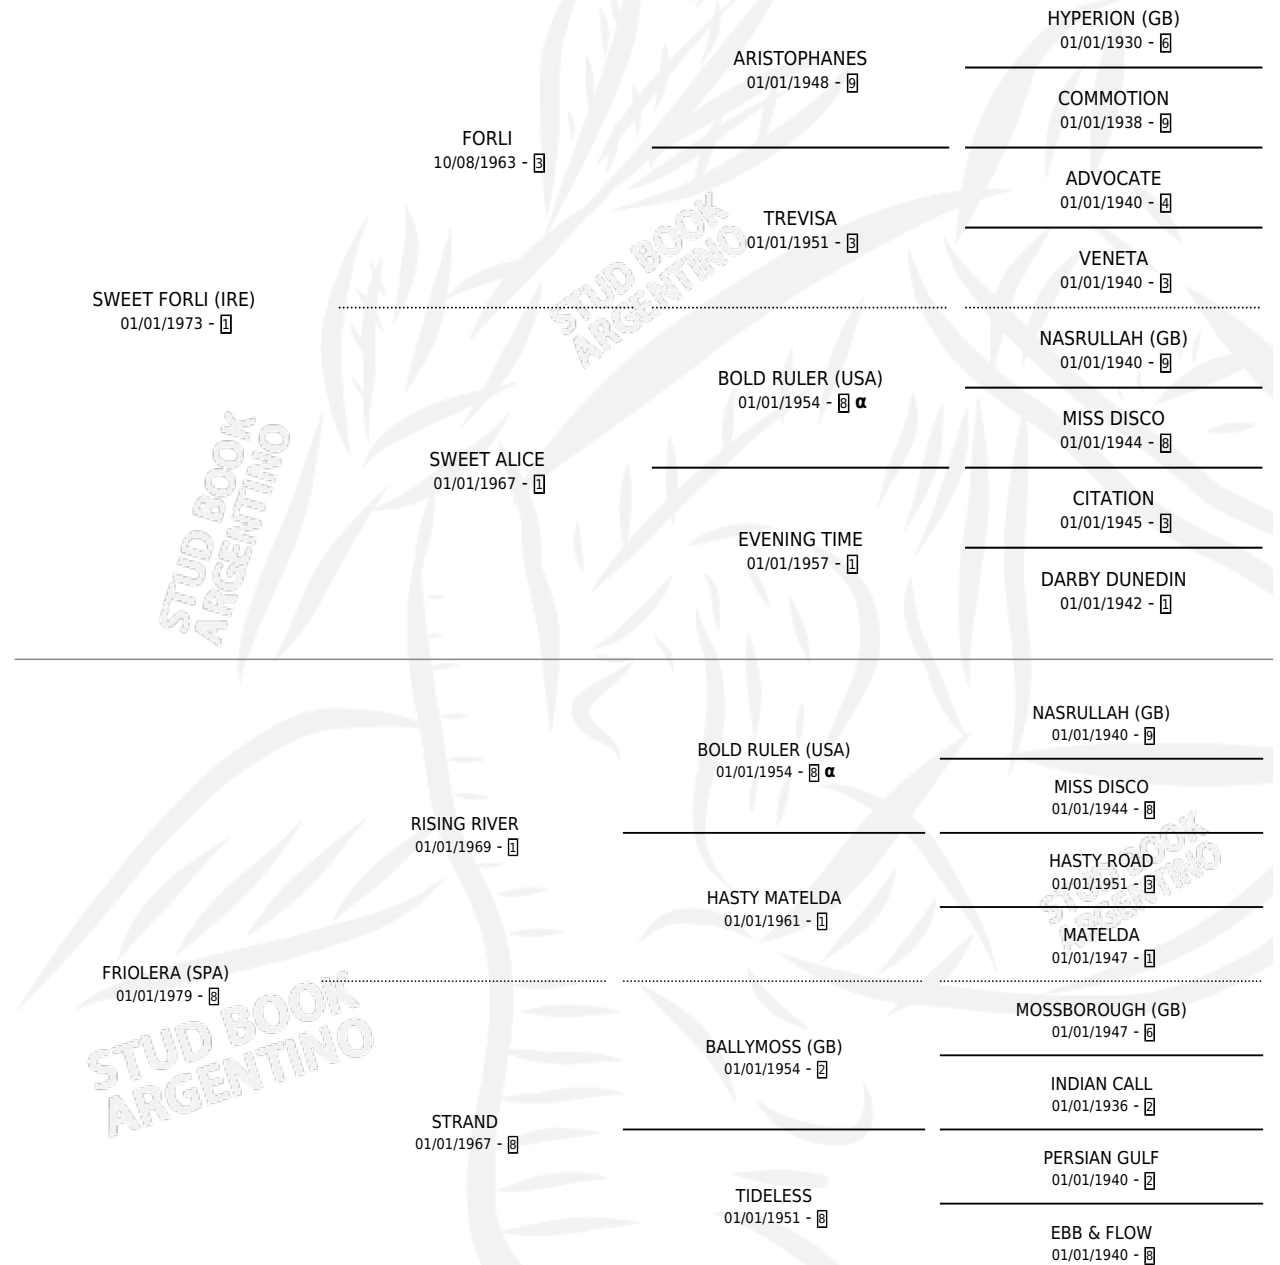 HYPERION (GB)
01/01/1930 - 6
ARISTOPHANES
01/01/1948 - 9
COMMOTION
01/01/1938 - 9
FORLI
10/08/1963 - 3
ADVOCATE
01/01/1940 - 4
TREVISA
01/01/1951 - 3
VENETA
01/01/1940 - 3
SWEET FORLI (IRE)
01/01/1973 - 1
NASRULLAH (GB)
01/01/1940 - 9
BOLD RULER (USA)
01/01/1954 - 8 α
MISS DISCO
01/01/1944 - 8
SWEET ALICE
01/01/1967 - 1
CITATION
01/01/1945 - 3
EVENING TIME
01/01/1957 - 1
DARBY DUNEDIN
01/01/1942 - 1
NASRULLAH (GB)
01/01/1940 - 9
BOLD RULER (USA)
01/01/1954 - 8 α
MISS DISCO
01/01/1944 - 8
RISING RIVER
01/01/1969 - 1
HASTY ROAD
01/01/1951 - 3
HASTY MATELDA
01/01/1961 - 1
MATELDA
01/01/1947 - 1
FRIOLERA (SPA)
01/01/1979 - 8
MOSSBOROUGH (GB)
01/01/1947 - 6
BALLYMOSS (GB)
01/01/1954 - 2
INDIAN CALL
01/01/1936 - 2
STRAND
01/01/1967 - 8
PERSIAN GULF
01/01/1940 - 2
TIDELESS
01/01/1951 - 8
EBB & FLOW
01/01/1940 - 8
STUD BOOK
ARGENTINO
STUD BOOK
ARGENTINO
STUD BOOK
ARGENTINO
STUD BOOK
ARGENTINO